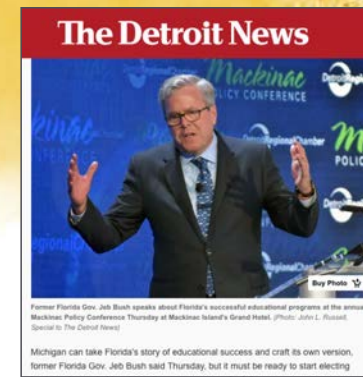 The Detroit News
Mackinac
POLICY CONFERENCE
Detroit
RegionalChamber
POLIC
Buy Photo
Former Florida Gov. Jeb Bush speaks about Florida's successful educational programs at the annual
Mackinac Policy Conference Thursday at Mackinac Island's Grand Hotel. (Photo: John L. Russell,
Special to The Detroit News)
Michigan can take Florida's story of educational success and craft its own version,
former Florida Gov. Jeb Bush said Thursday, but it must be ready to start electing